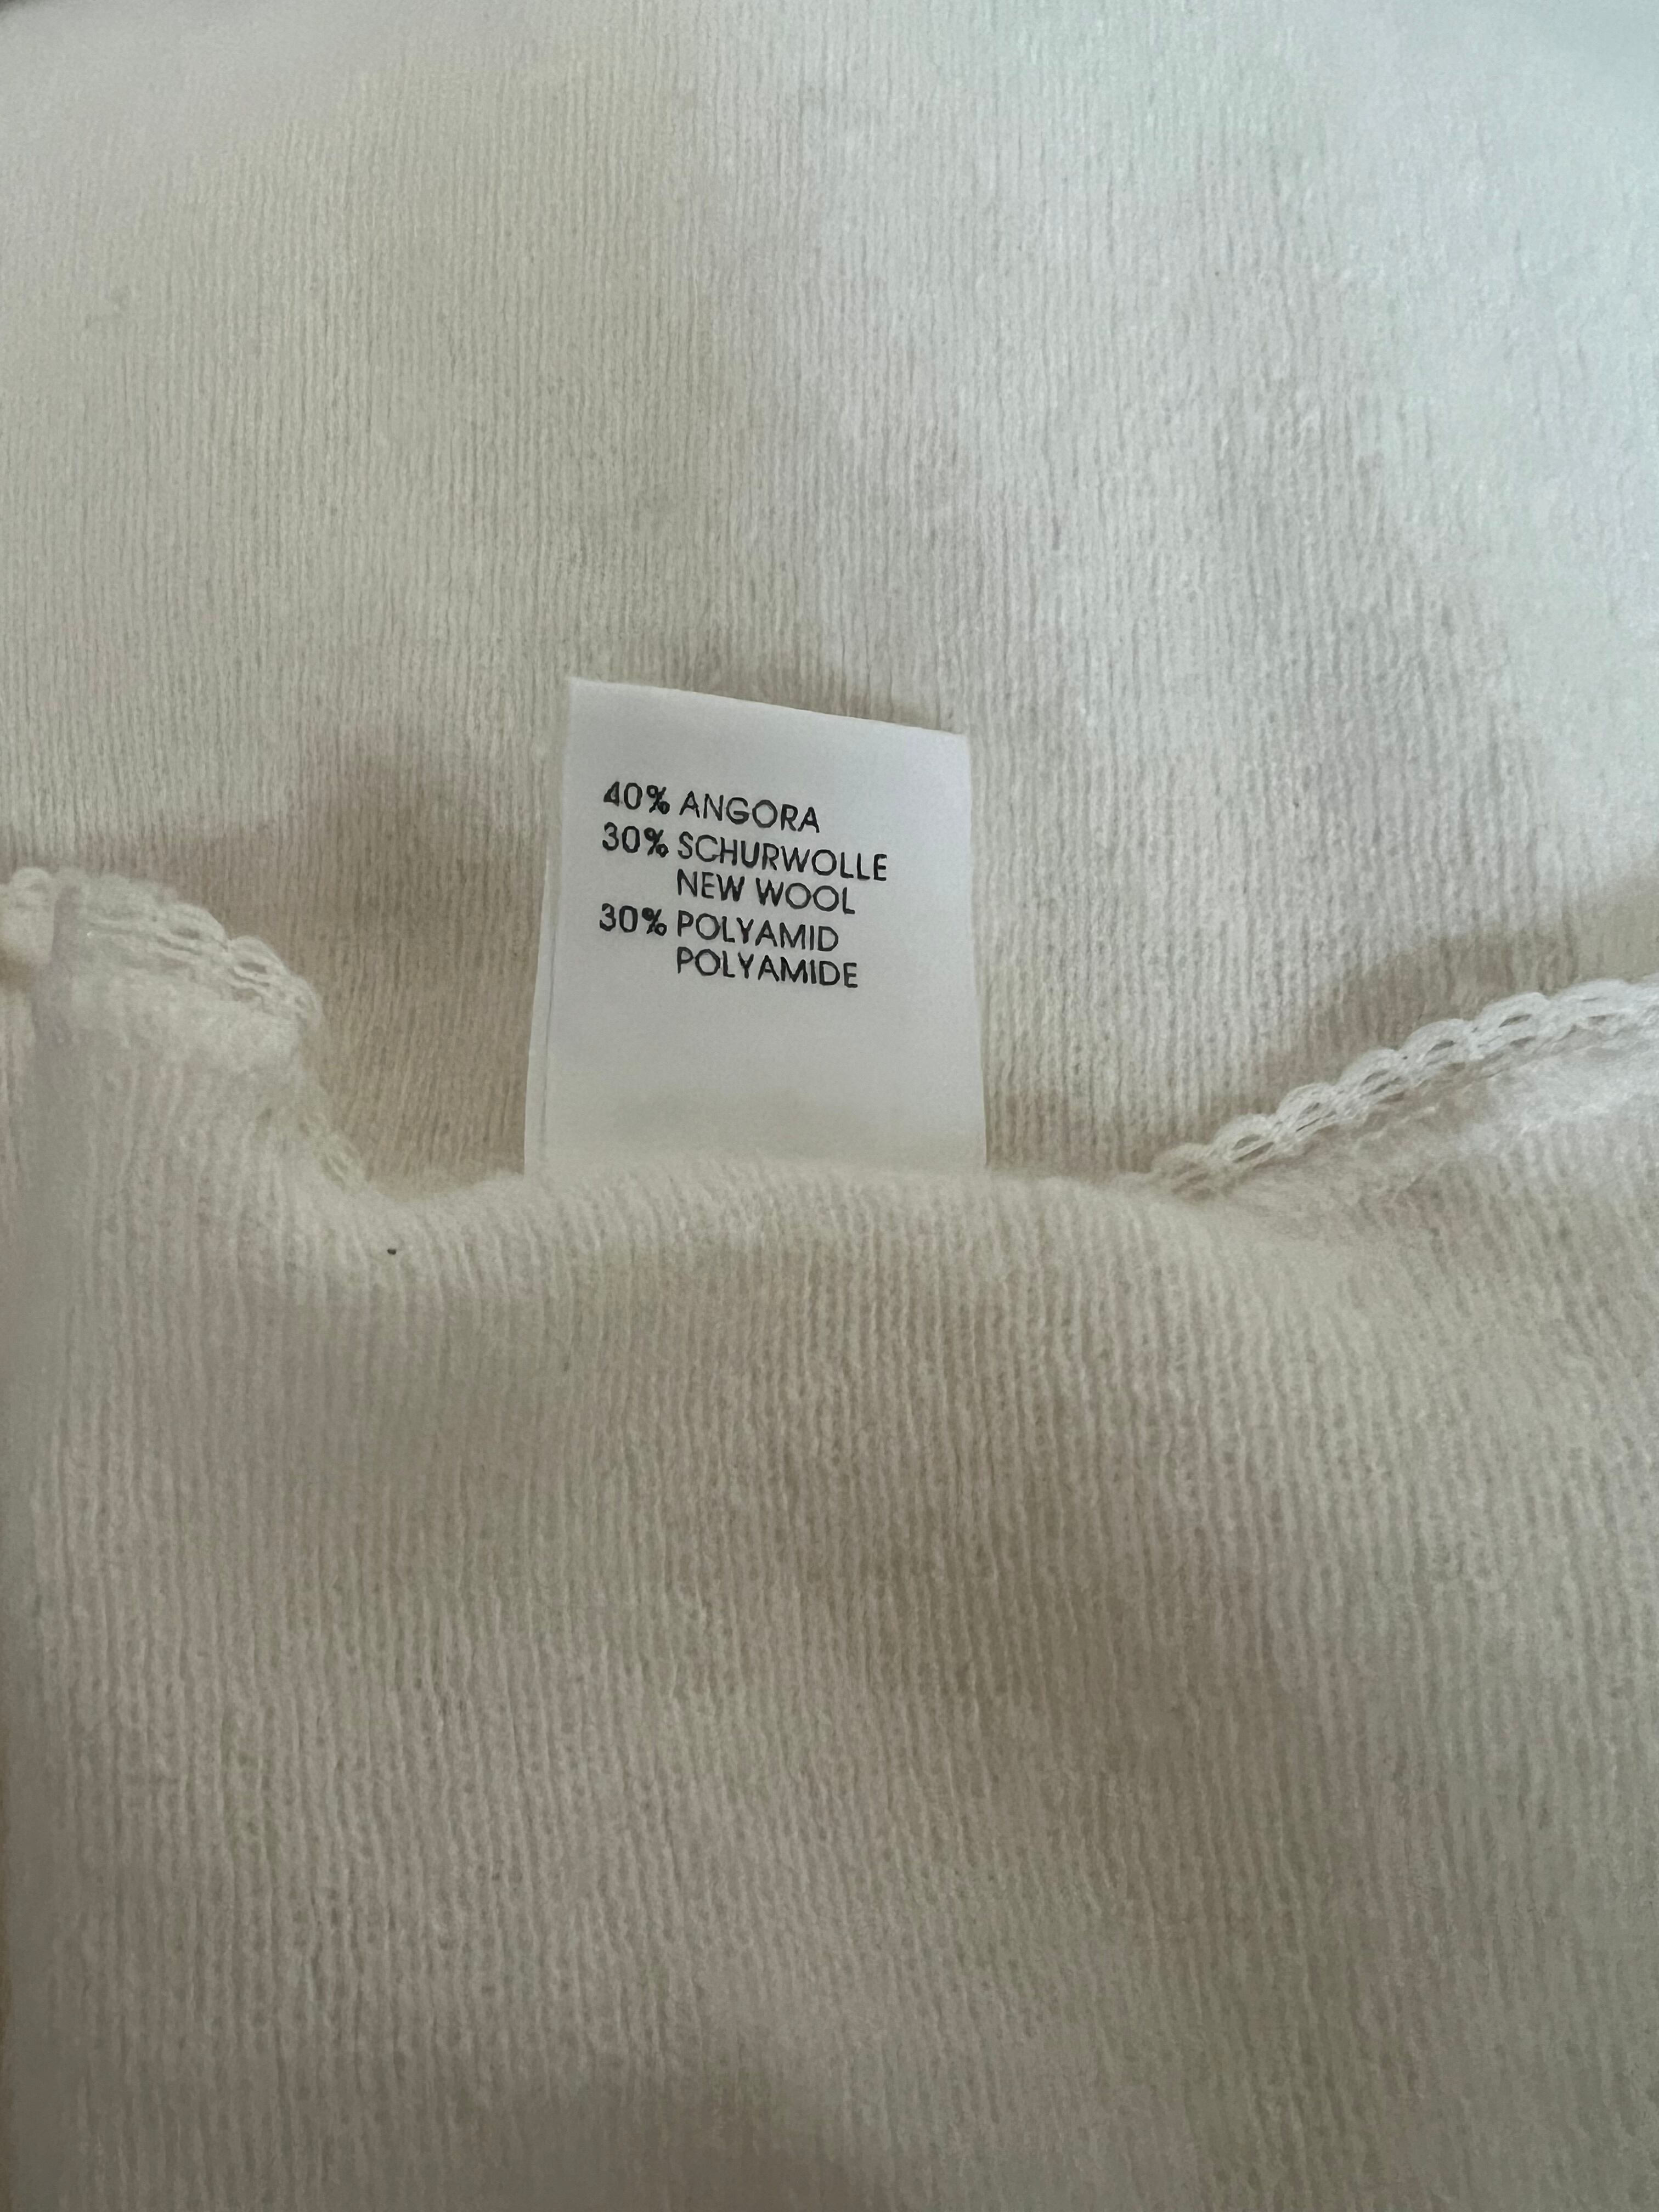 40% ANGORA
30% SCHURWOLLE
NEW WOOL
30% POLYAMID
POLYAMIDE